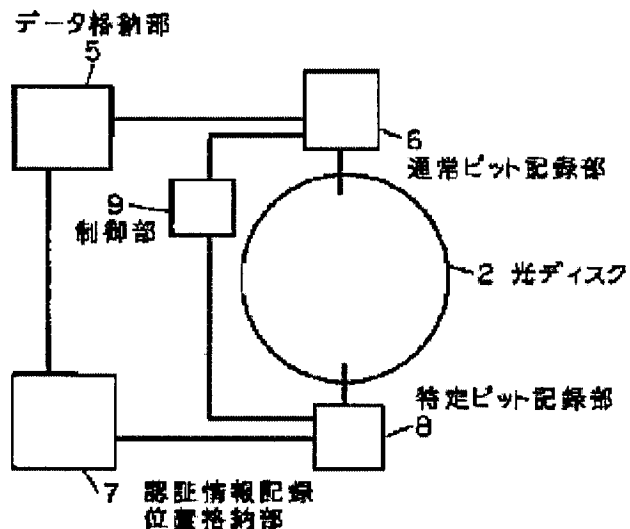 データ格納部
5
6
通常ピット記録部
9
制御部
2 光ディスク
特定ピット記録部
8
7 認証情報記録
位置格納部